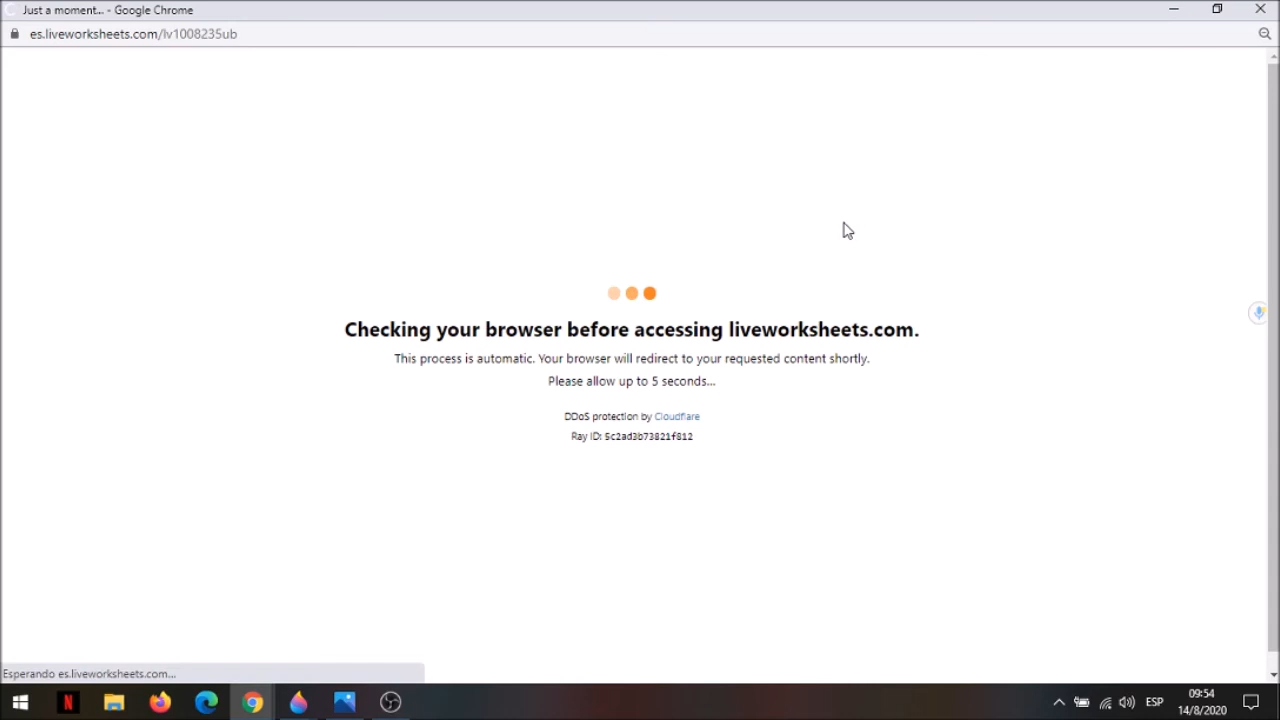 Just a moment... - Google Chrome
es.liveworksheets.com/lv1008235ub
Checking your browser before accessing liveworksheets.com.
This process is automatic. Your browser will redirect to your requested content shortly.
Please allow up to 5 seconds...
DDoS protection by Cloudflare
Ray ID: 5c2ad3b73821f812
Esperando es.liveworksheets.com...
N
ESP
09:54
14/8/2020